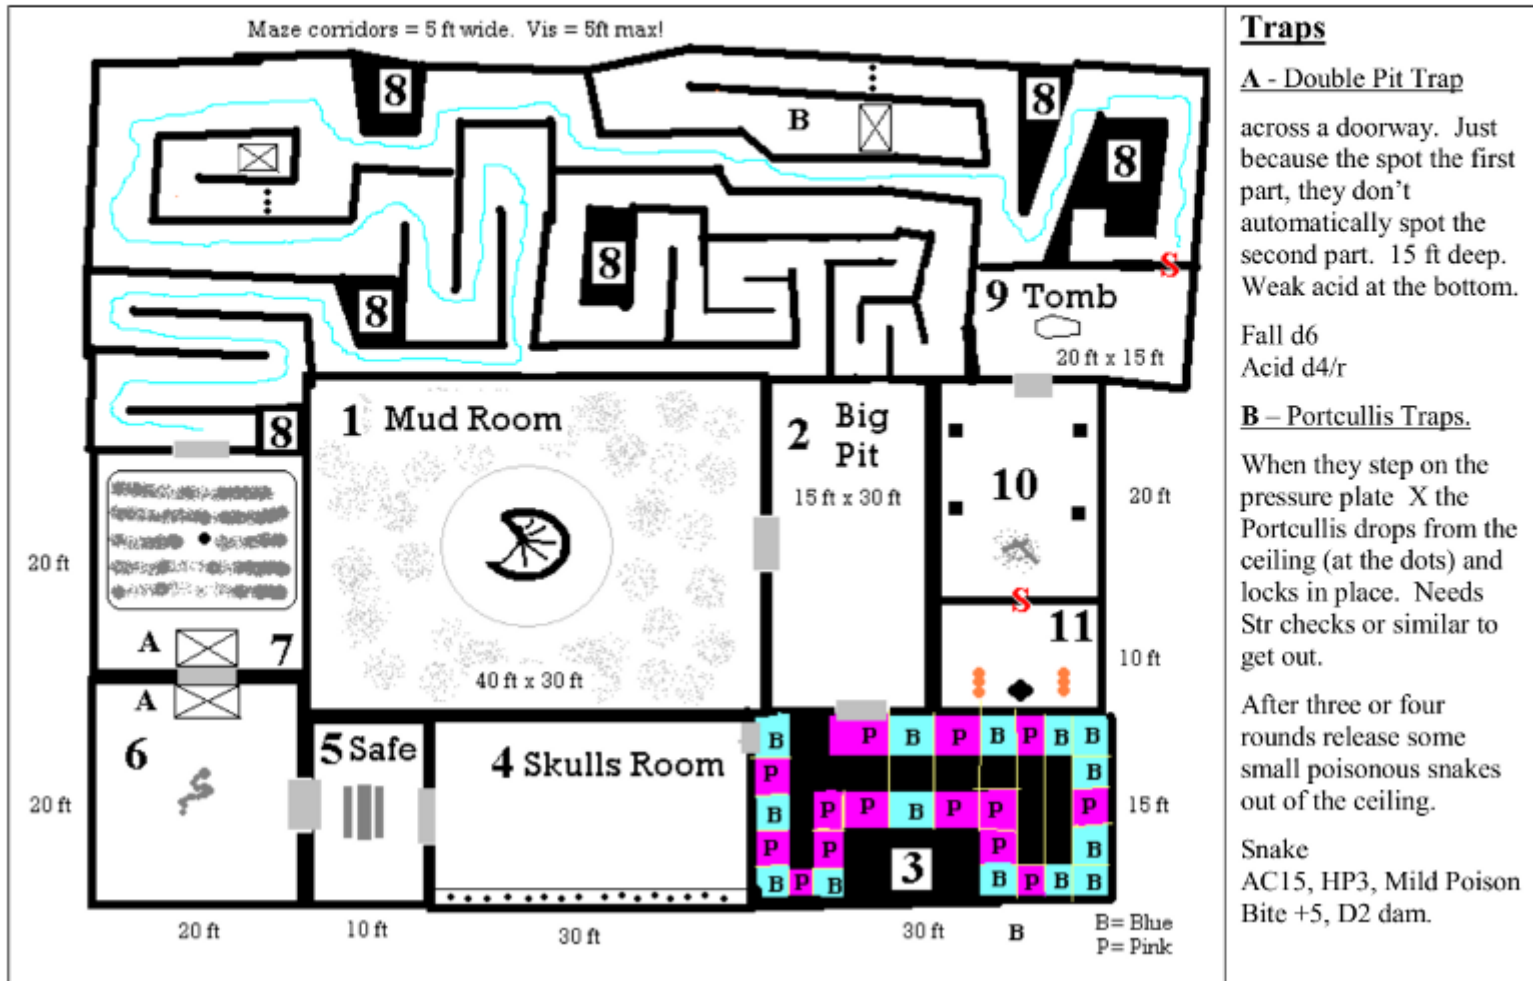 Maze corridors = 5 ft wide.  Vis = 5ft max!
8
8
8
B
8
8
8
9 Tomb
20 ft x 15 ft
8
1 Mud Room
40 ft x 30 ft
2 Big
Pit
15 ft x 30 ft
10
20 ft
S
S
11
10 ft
20 ft
A
7
A
6
20 ft
5 Safe
4 Skulls Room
B P B P B P B B
P B
B P P B P P P
P P P B
B P B 3 B P B B
15 ft
20 ft
10 ft
30 ft
30 ft
B
B= Blue
P= Pink
Traps
A - Double Pit Trap
across a doorway.  Just
because the spot the first
part, they don't
automatically spot the
second part.  15 ft deep.
Weak acid at the bottom.
Fall d6
Acid d4/r
B – Portcullis Traps.
When they step on the
pressure plate  X the
Portcullis drops from the
ceiling (at the dots) and
locks in place.  Needs
Str checks or similar to
get out.
After three or four
rounds release some
small poisonous snakes
out of the ceiling.
Snake
AC15, HP3, Mild Poison
Bite +5, D2 dam.